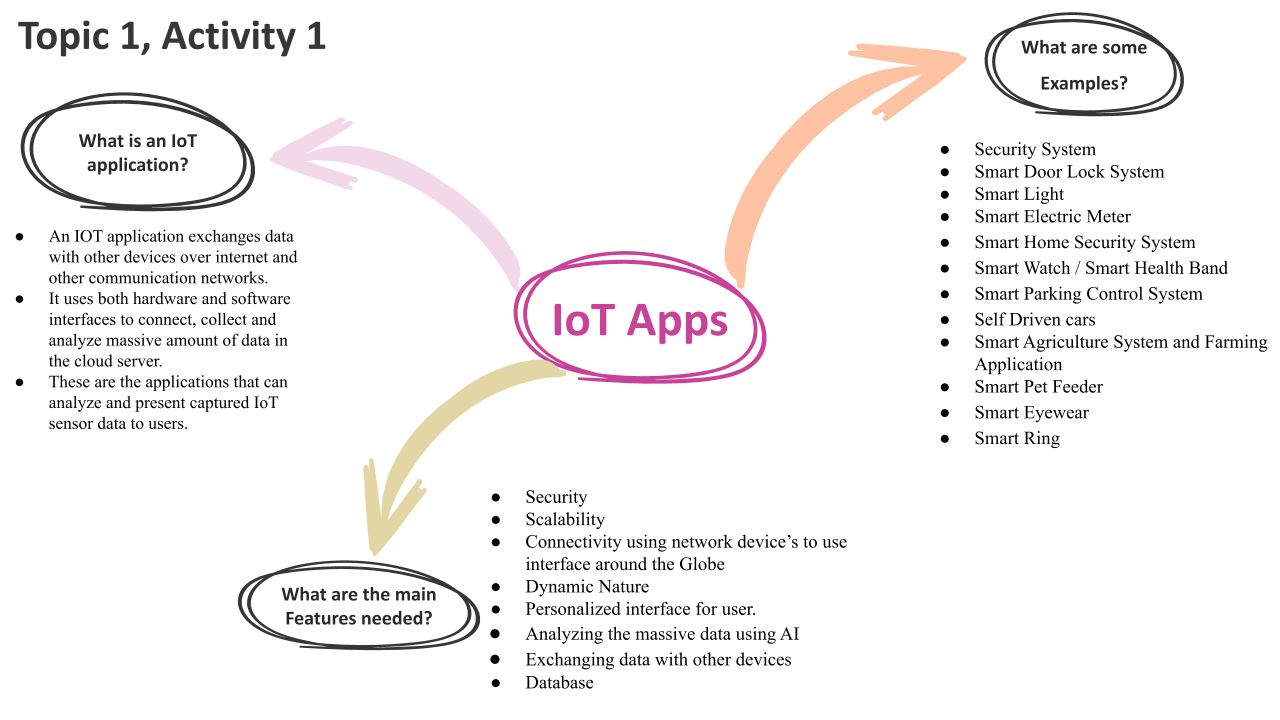 Topic 1, Activity 1
What is an IoT
application?
● An IOT application exchanges data
with other devices over internet and
other communication networks.
● It uses both hardware and software
interfaces to connect, collect and
analyze massive amount of data in
the cloud server.
● These are the applications that can
analyze and present captured IoT
sensor data to users.
IoT Apps
What are some
Examples?
● Security System
● Smart Door Lock System
● Smart Light
● Smart Electric Meter
● Smart Home Security System
● Smart Watch / Smart Health Band
● Smart Parking Control System
● Self Driven cars
● Smart Agriculture System and Farming
Application
● Smart Pet Feeder
● Smart Eyewear
● Smart Ring
What are the main
Features needed?
● Security
● Scalability
● Connectivity using network device’s to use
interface around the Globe
● Dynamic Nature
● Personalized interface for user.
● Analyzing the massive data using AI
● Exchanging data with other devices
● Database